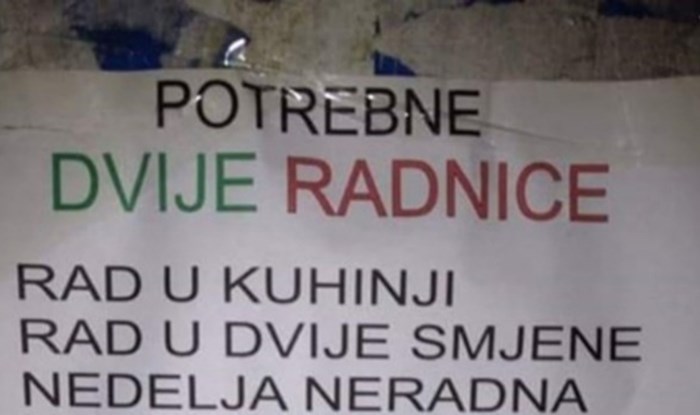 POTREBNE
DVIJE RADNICE
RAD U KUHINJI
RAD U DVIJE SMJENE
NEDELJA NERADNA